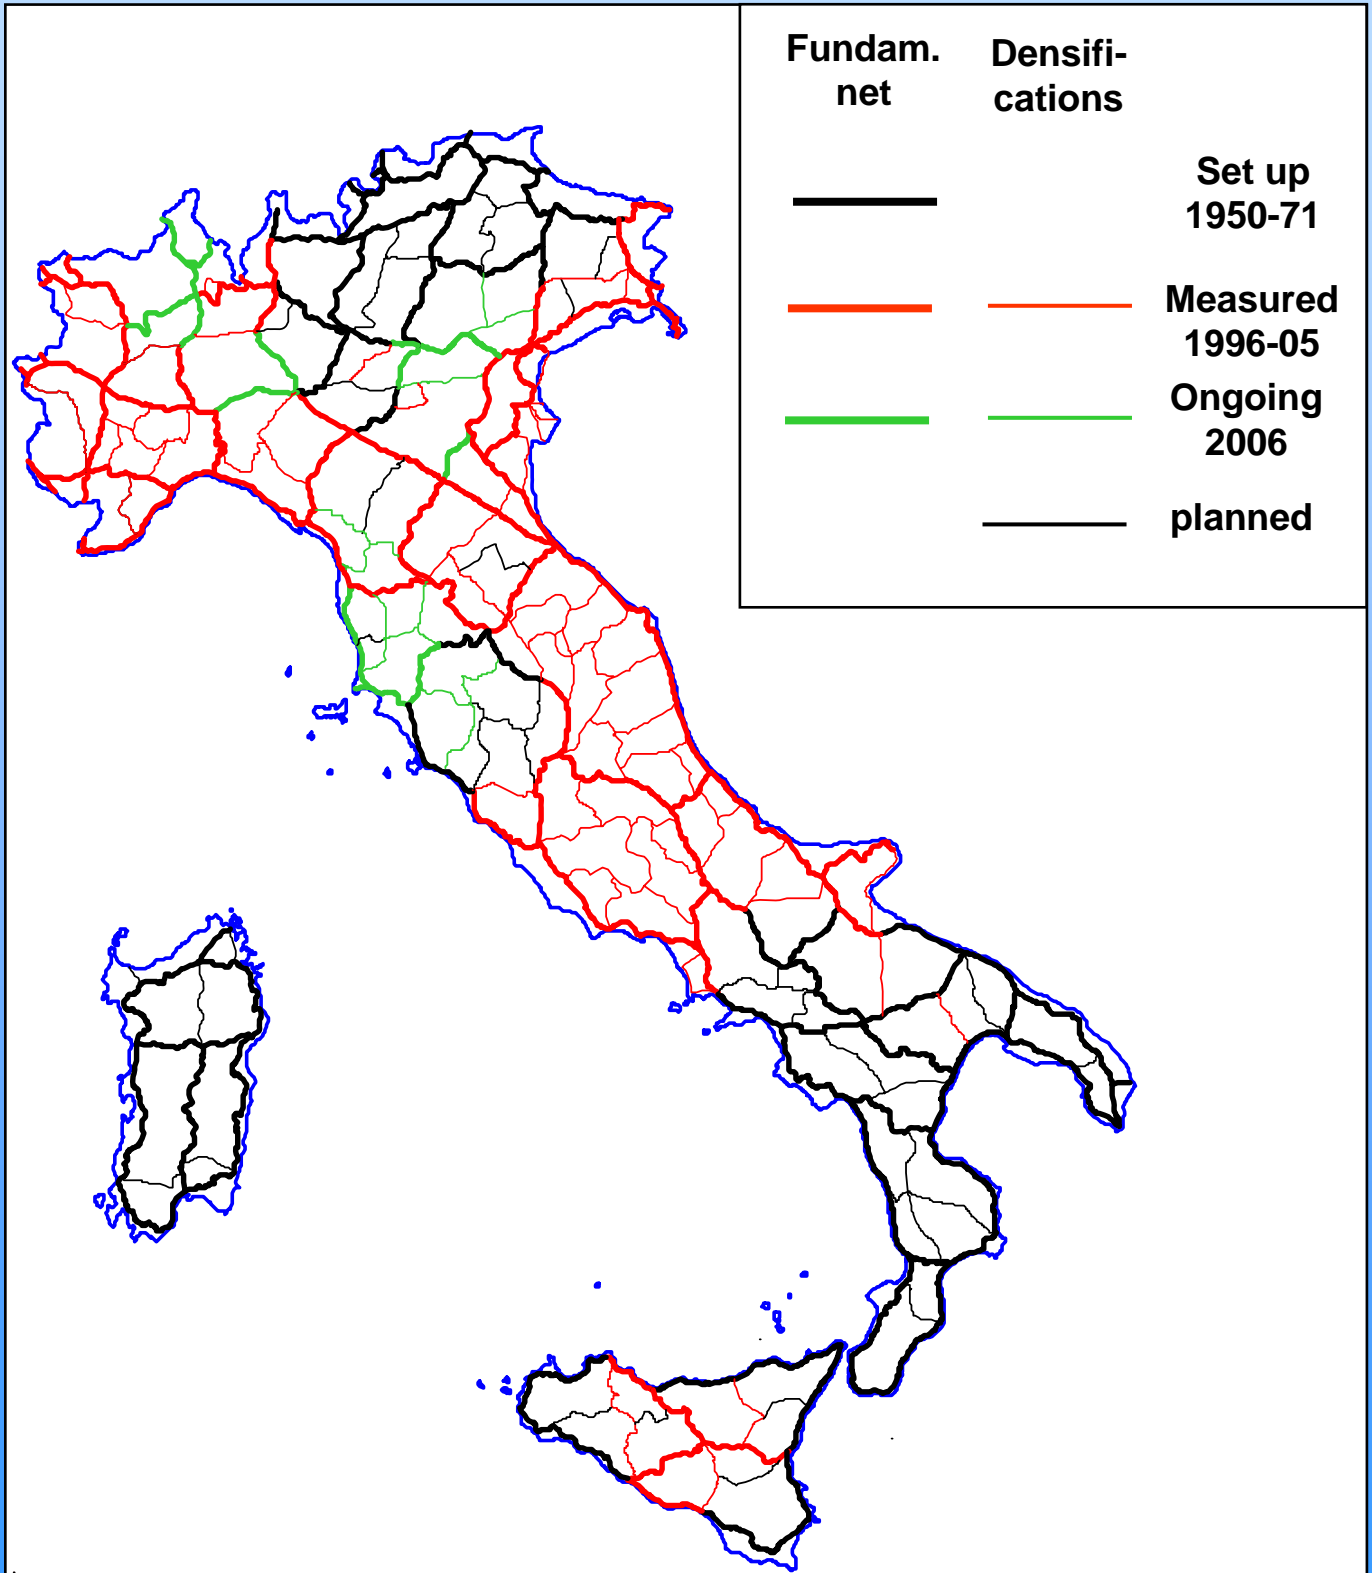 Fundam.
net
Densifi-
cations
Set up
1950-71
Measured
1996-05
Ongoing
2006
planned